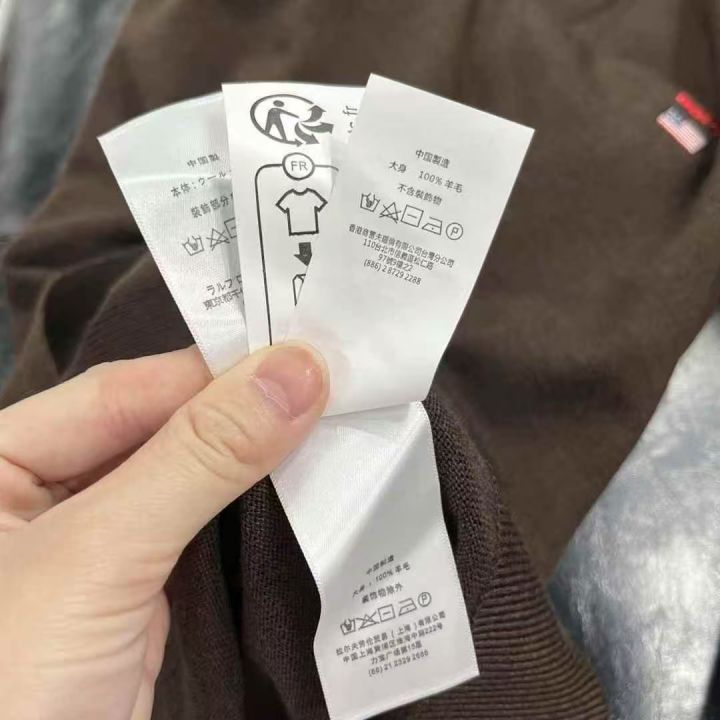 中国製
本体:ウール
装飾部分
ラルフ
東京都千
FR
中国製造
大身 100% 羊毛
不含裝飾物
香港商曹夫國倫有限公司台灣分公司
110台北市信義區松仁路
97號9樓之2
(886) 2 8729 2288
中国制造
大身:100% 羊毛
装饰物除外
拉尔夫劳伦贸易(上海)有限公司
中国上海黄浦区淮海中路222号
力宝广场第15层
(86) 21 2329 2666